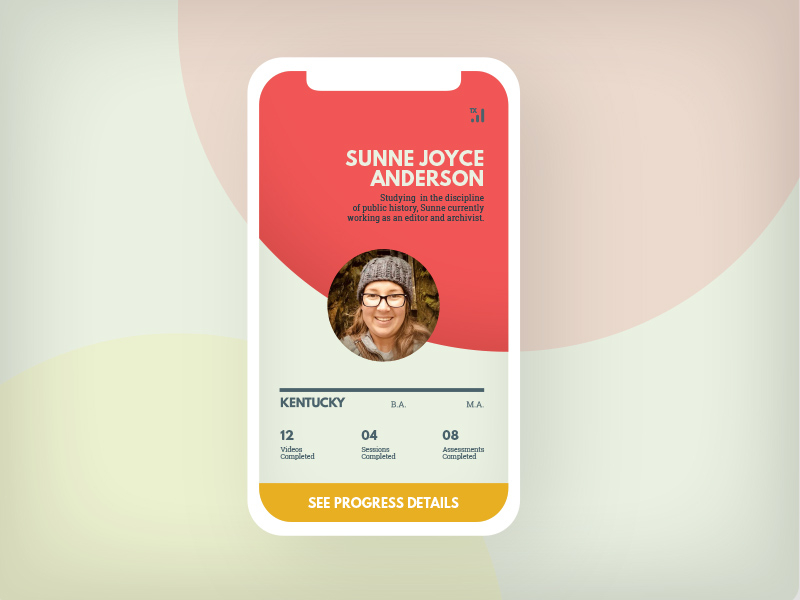 TX
SUNNE JOYCE
ANDERSON
Studying in the discipline
of public history, Sunne currently
working as an editor and archivist.
KENTUCKY B.A. M.A.
12 04 08
Videos Sessions Assessments
Completed Completed Completed
SEE PROGRESS DETAILS